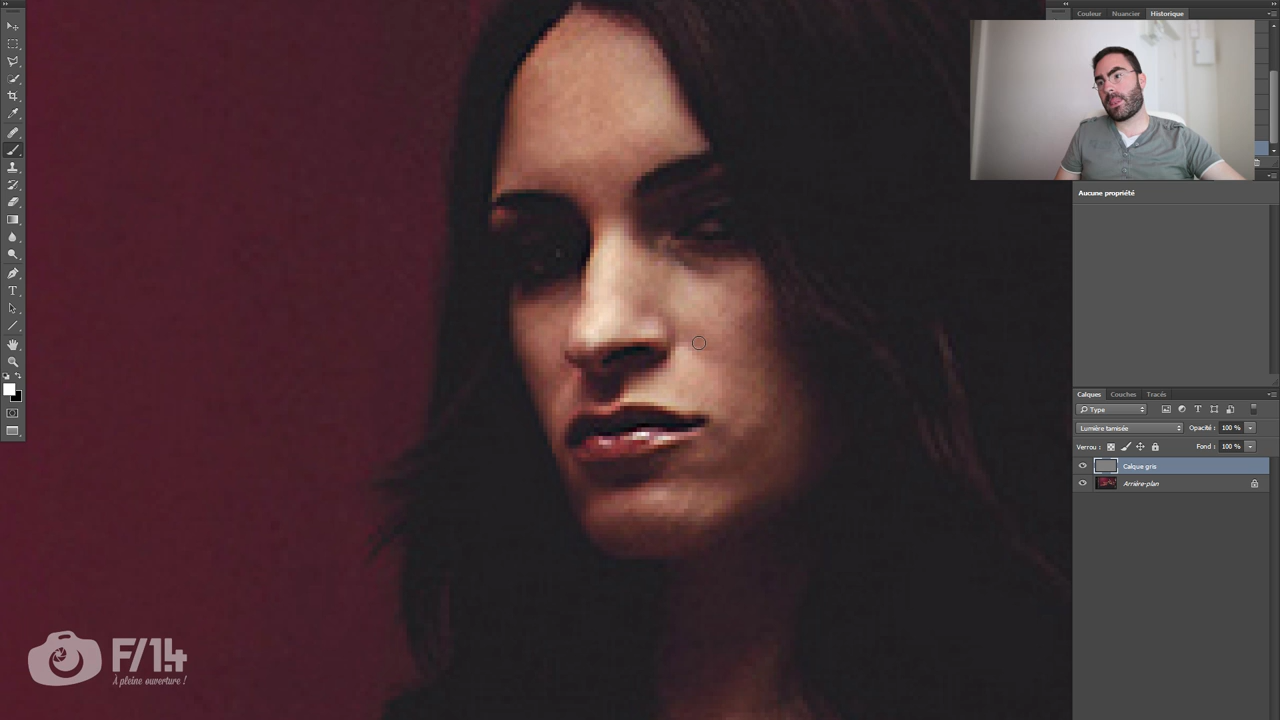 Couleur Nuancier Historique
Aucune propriété
Calques Couches Tracés
Type
Lumière tamisée Opacité: 100 %
Verrou: Fond: 100 %
Calque gris
Arrière-plan
T
F/1.4
À pleine ouverture !